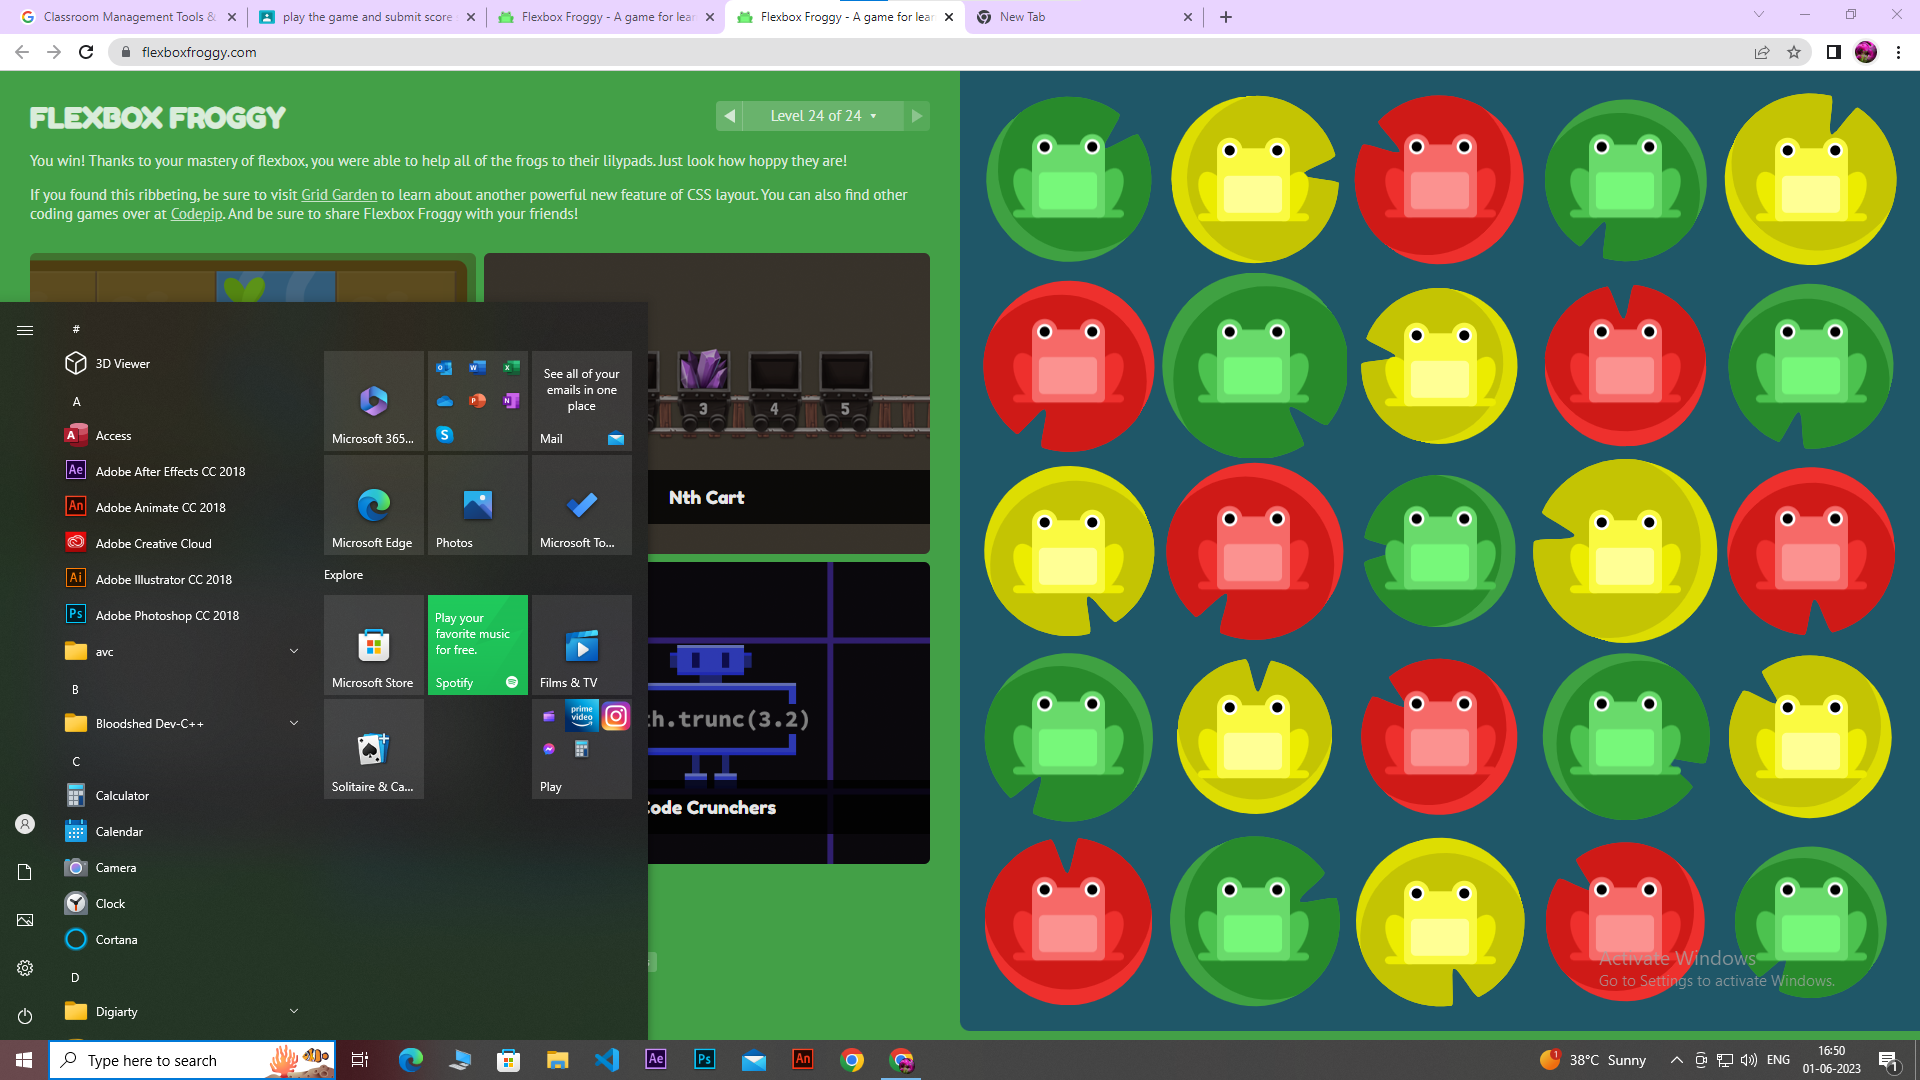 Classroom Management Tools &
play the game and submit score
Flexbox Froggy - A game for lear
Flexbox Froggy - A game for lear
New Tab
flexboxfroggy.com
FLEXBOX FROGGY
Level 24 of 24
You win! Thanks to your mastery of flexbox, you were able to help all of the frogs to their lilypads. Just look how hoppy they are!
If you found this ribbeting, be sure to visit Grid Garden to learn about another powerful new feature of CSS layout. You can also find other
coding games over at Codepip. And be sure to share Flexbox Froggy with your friends!
3
4
5
Nth Cart
th.trunc(3.2)
Code Crunchers
#
3D Viewer
A
Access
Adobe After Effects CC 2018
Adobe Animate CC 2018
Adobe Creative Cloud
Adobe Illustrator CC 2018
Adobe Photoshop CC 2018
avc
B
Bloodshed Dev-C++
C
Calculator
Calendar
Camera
Clock
Cortana
D
Digiarty
Microsoft 365...
See all of your
emails in one
place
Mail
Microsoft Edge
Photos
Microsoft To...
Explore
Microsoft Store
Play your
favorite music
for free.
Spotify
Films & TV
Solitaire & Ca...
prime
video
Play
Activate Windows
Go to Settings to activate Windows.
Type here to search
Ae
Ps
An
1
38°C Sunny
ENG
16:50
01-06-2023
1